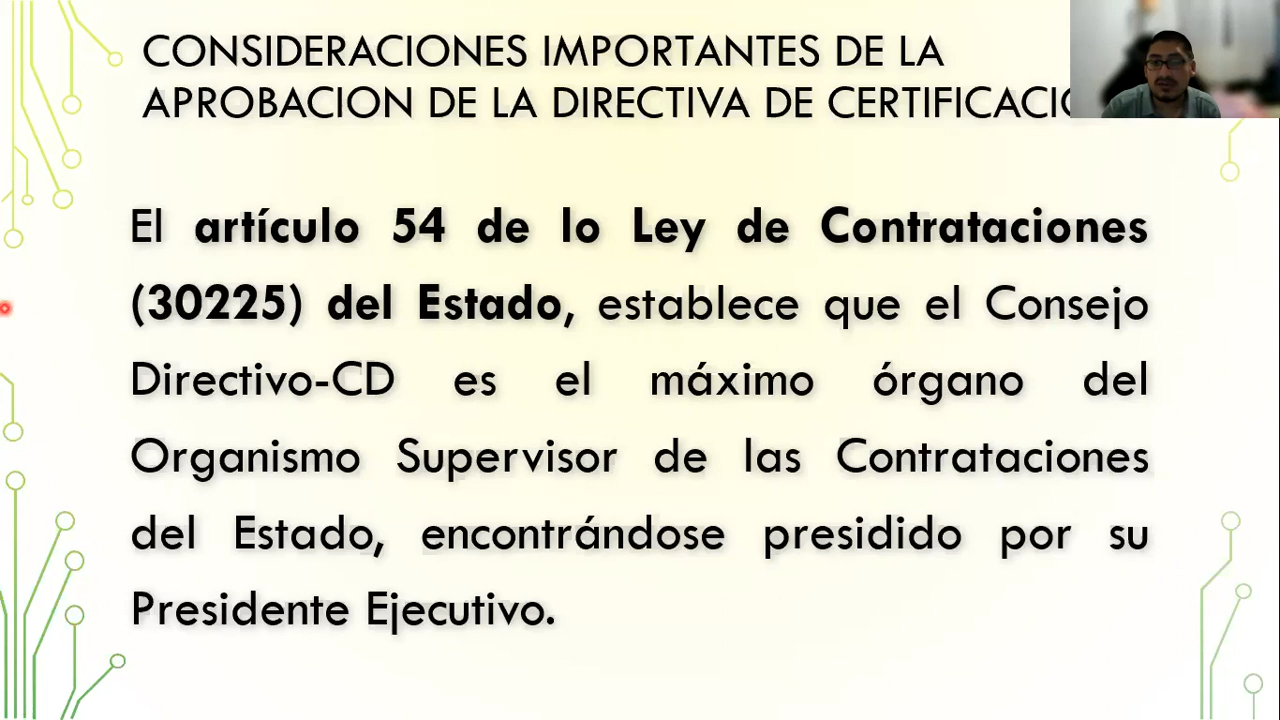 CONSIDERACIONES IMPORTANTES DE LA
APROBACION DE LA DIRECTIVA DE
El artículo 54 de lo Ley de Contrataciones
(30225) del Estado, establece que el Consejo
Directivo-CD es el máximo órgano del
Organismo Supervisor de las Contrataciones
del Estado, encontrándose presidido por su
Presidente Ejecutivo.